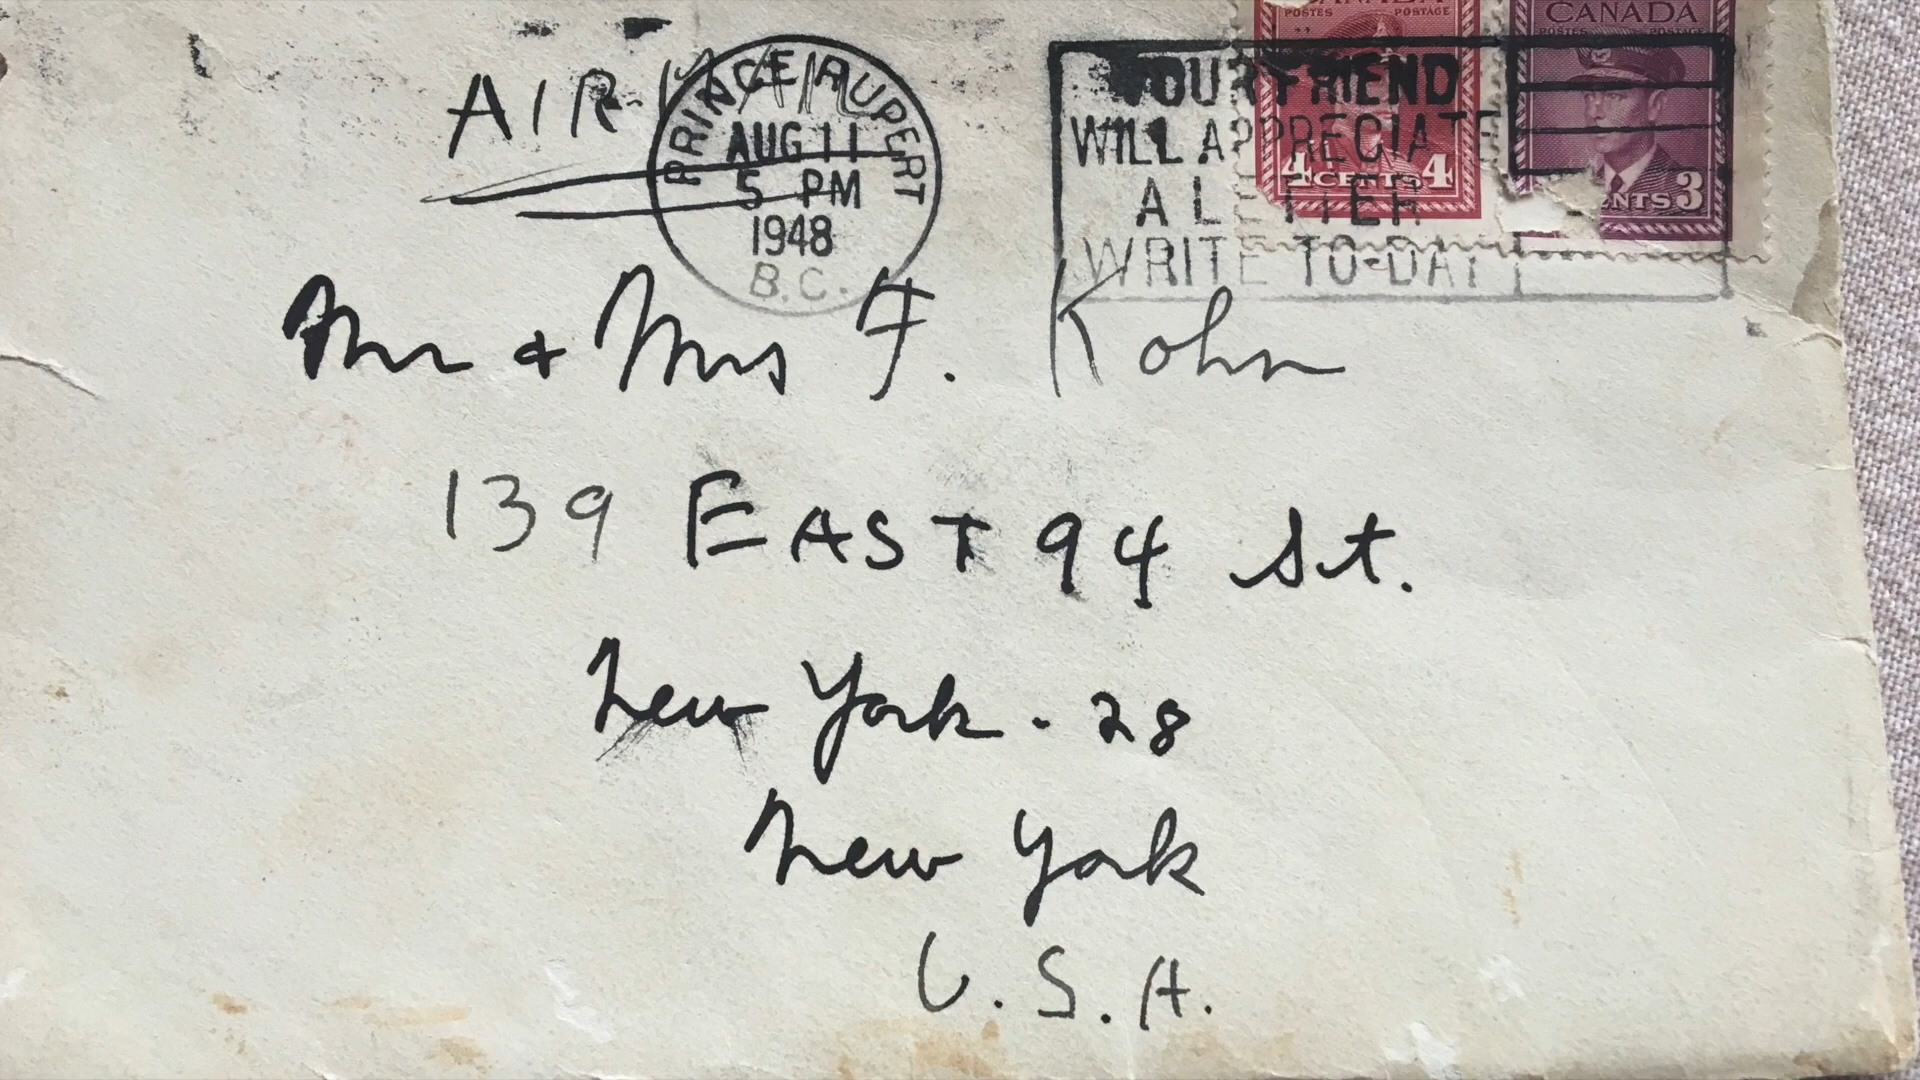 AIR MAIL
PRINCE RUPERT
AUG 11
5 PM
1948
B.C.
YOUR FRIEND
WILL APPRECIATE
A LETTER
WRITE TO-DAY
CANADA
POSTES POSTAGE
4 CENTS 4
CANADA
POSTES POSTAGE
ENTS 3
Mr & Mrs F. Kohn
139 EAST 94 St.
New York - 28
New York
U.S.A.